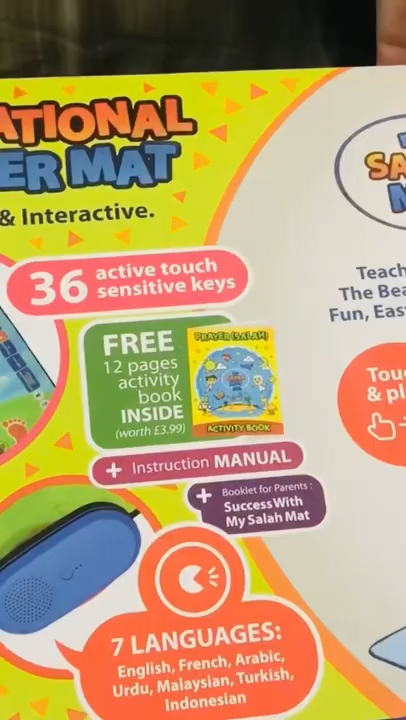 ATIONAL
ER MAT
& Interactive.
36 active touch
sensitive keys
FREE
12 pages
activity
book
INSIDE
(worth £3.99)
PRAYER (SALAH)
ACTIVITY BOOK
+ Instruction MANUAL
+ Booklet for Parents :
Success With
My Salah Mat
7 LANGUAGES:
English, French, Arabic,
Urdu, Malaysian, Turkish,
Indonesian
SA
M
Teach
The Bea
Fun, Eas
Tou
& pl